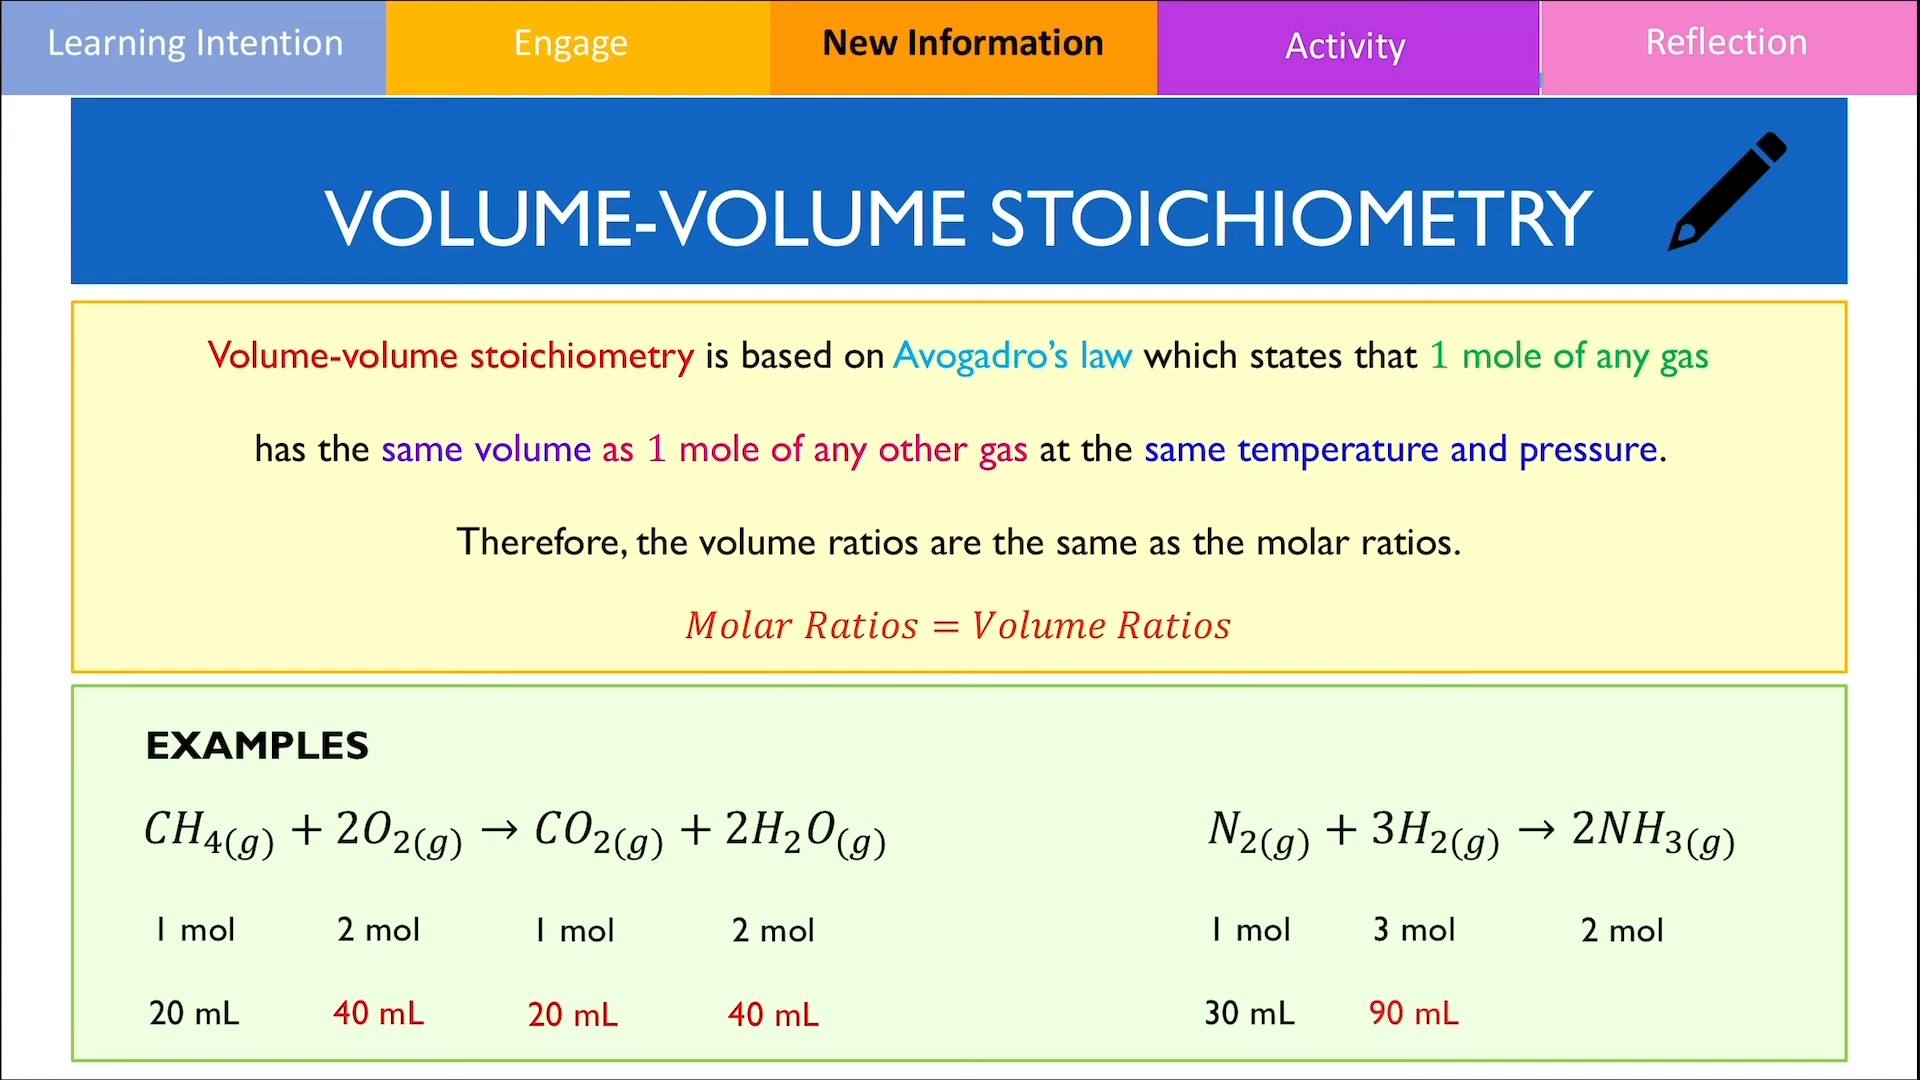 Learning Intention
Engage
New Information
Activity
Reflection
VOLUME-VOLUME STOICHIOMETRY
Volume-volume stoichiometry is based on Avogadro's law which states that 1 mole of any gas
has the same volume as 1 mole of any other gas at the same temperature and pressure.
Therefore, the volume ratios are the same as the molar ratios.
Molar Ratios = Volume Ratios
EXAMPLES
CH₄(g) + 2O₂(g) → CO₂(g) + 2H₂O(g)
1 mol 2 mol 1 mol 2 mol
20 mL 40 mL 20 mL 40 mL
N₂(g) + 3H₂(g) → 2NH₃(g)
1 mol 3 mol 2 mol
30 mL 90 mL